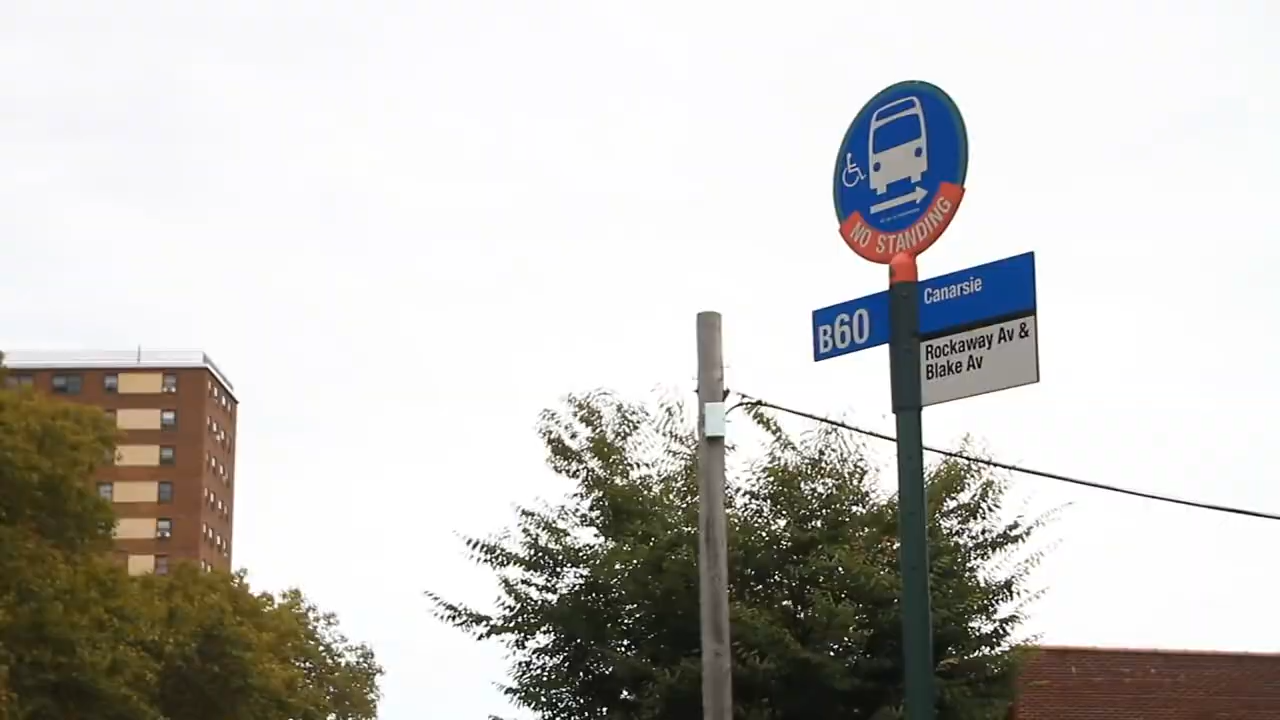 NO STANDING
B60
Canarsie
Rockaway Av &
Blake Av